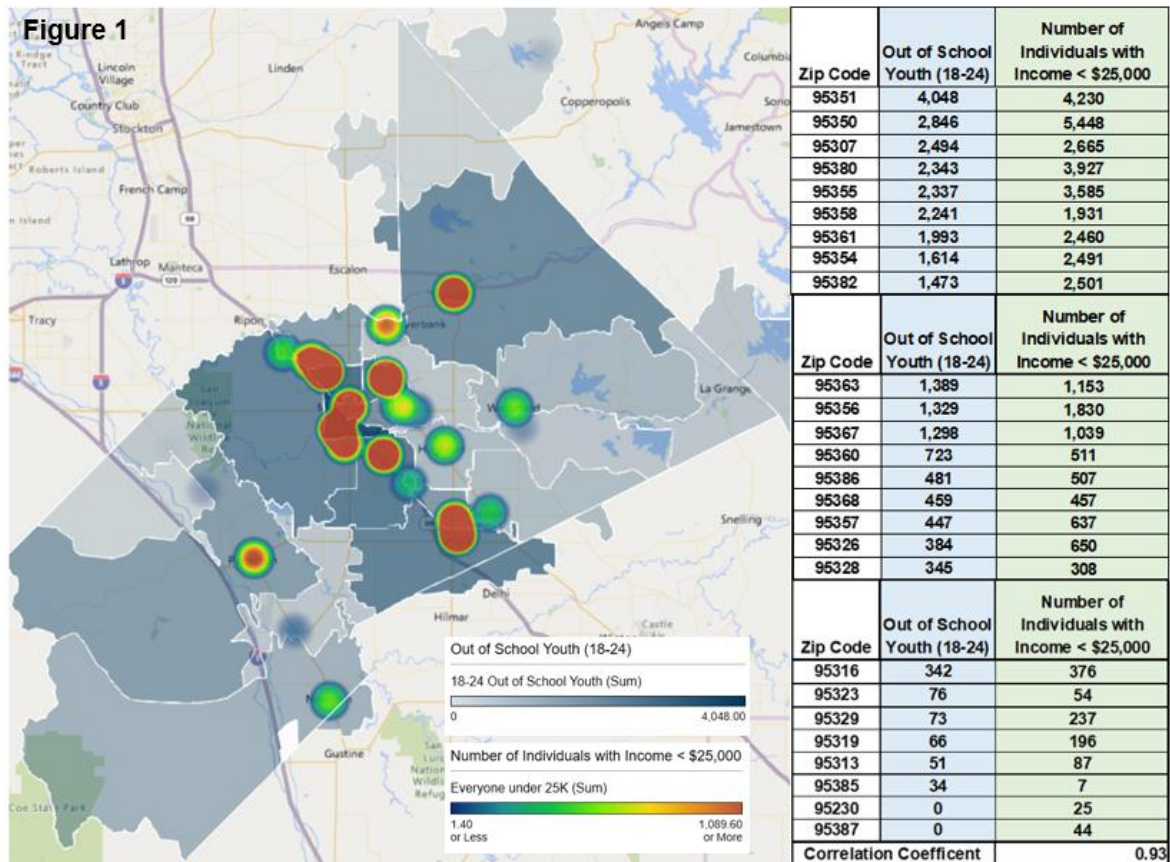 Figure 1
Angels Camp
Lincoln
Village
Linden
Country Club
Copperopolis
Stockton
Jamestown
Roberts Island
French Camp
Lathrop
Manteca
Escalon
Tracy
Ripon
La Grange
Snelling
Delhi
Hilmar
Castle
Gustine
Coe State Park
Out of School Youth (18-24)
18-24 Out of School Youth (Sum)
0 4,048.00
Number of Individuals with Income < $25,000
Everyone under 25K (Sum)
1.40 1,089.60
or Less or More
Zip Code Out of School Youth (18-24) Number of Individuals with Income < $25,000
95351 4,048 4,230
95350 2,846 5,448
95307 2,494 2,665
95380 2,343 3,927
95355 2,337 3,585
95358 2,241 1,931
95361 1,993 2,460
95354 1,614 2,491
95382 1,473 2,501
Zip Code Out of School Youth (18-24) Number of Individuals with Income < $25,000
95363 1,389 1,153
95356 1,329 1,830
95367 1,298 1,039
95360 723 511
95386 481 507
95368 459 457
95357 447 637
95326 384 650
95328 345 308
Zip Code Out of School Youth (18-24) Number of Individuals with Income < $25,000
95316 342 376
95323 76 54
95329 73 237
95319 66 196
95313 51 87
95385 34 7
95230 0 25
95387 0 44
Correlation Coefficent 0.93